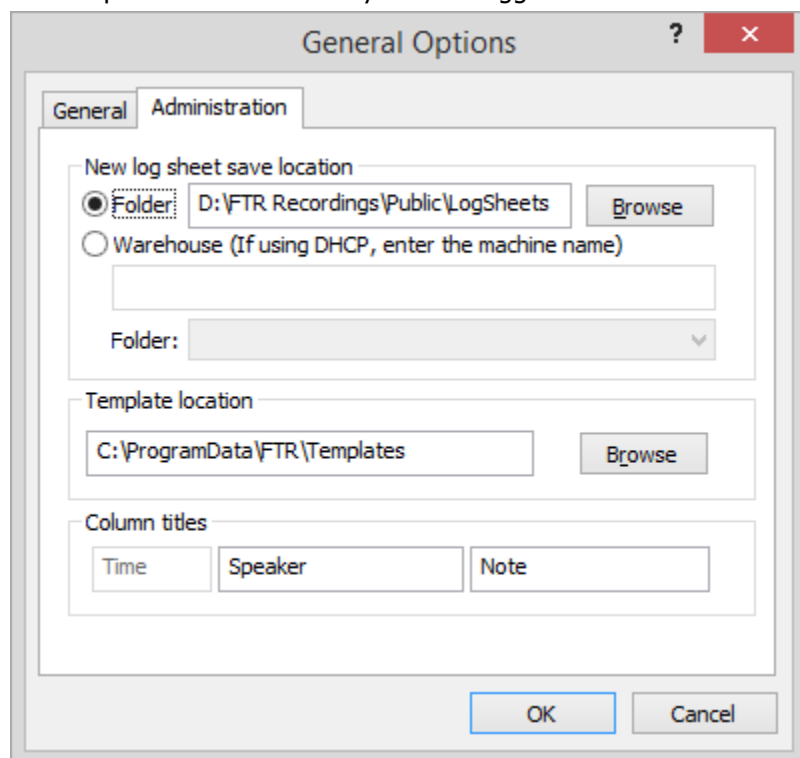 General Options ? ×
General Administration
New log sheet save location
Folder D:\FTR Recordings\Public\LogSheets Browse
Warehouse (If using DHCP, enter the machine name)
Folder:
Template location
C:\ProgramData\FTR\Templates Browse
Column titles
Time Speaker Note
OK Cancel